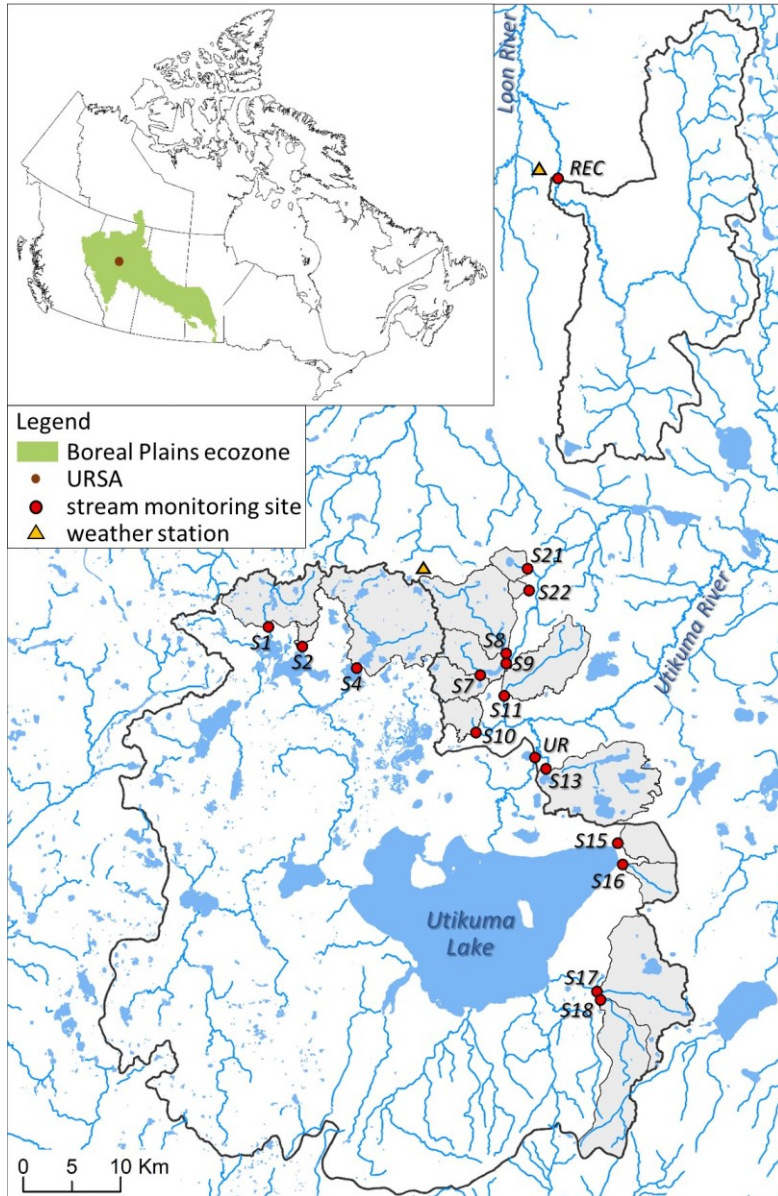 Loon River
REC
Legend
Boreal Plains ecozone
URSA
stream monitoring site
weather station
S21
S22
Utikuma River
S1
S2
S4
S8
S9
S7
S11
S10
UR
S13
S15
S16
Utikuma
Lake
S17
S18
0 5 10 Km